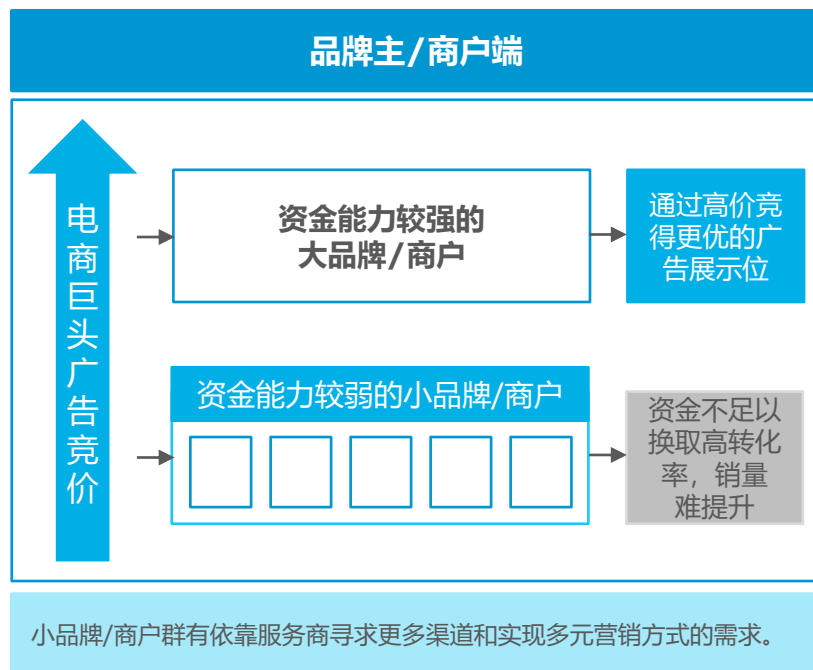 品牌主/商户端
电商巨头广告竞价
资金能力较强的
大品牌/商户
通过高价竞
得更优的广
告展示位
资金能力较弱的小品牌/商户
资金不足以
换取高转化
率，销量
难提升
小品牌/商户群有依靠服务商寻求更多渠道和实现多元营销方式的需求。